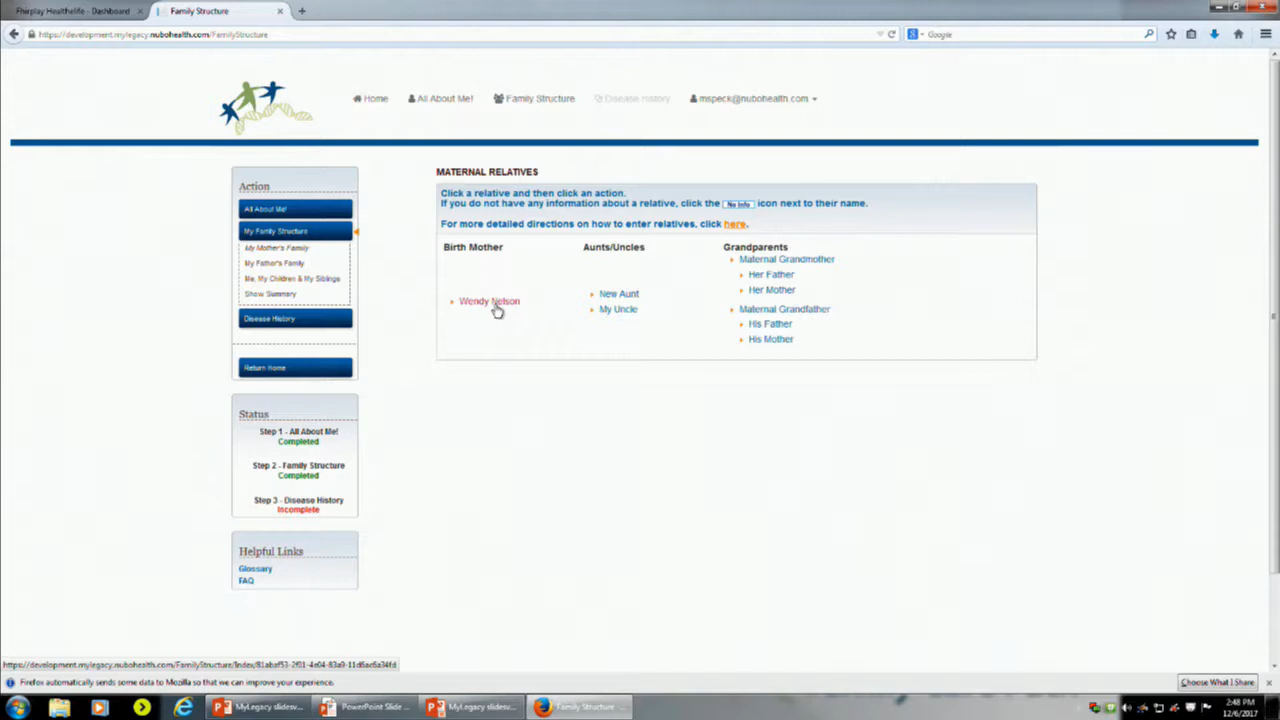 Fhirplay Healthelife - Dashboard
Family Structure
https://development.mylegacy.nubohealth.com/FamilyStructure
Google
Home
All About Me!
Family Structure
Disease History
mspeck@nubohealth.com
Action
All About Me!
My Family Structure
My Mother's Family
My Father's Family
Me, My Children & My Siblings
Show Summary
Disease History
Return Home
Status
Step 1 - All About Me!
Completed
Step 2 - Family Structure
Completed
Step 3 - Disease History
Incomplete
Helpful Links
Glossary
FAQ
MATERNAL RELATIVES
Click a relative and then click an action.
If you do not have any information about a relative, click the No Info icon next to their name.
For more detailed directions on how to enter relatives, click here.
Birth Mother
Wendy Nelson
Aunts/Uncles
New Aunt
My Uncle
Grandparents
Maternal Grandmother
Her Father
Her Mother
Maternal Grandfather
His Father
His Mother
Firefox automatically sends some data to Mozilla so that we can improve your experience.
Choose What I Share
MyLegacy slidesv...
PowerPoint Slide ...
MyLegacy slidesv...
Family Structure ...
2:48 PM
12/6/2017